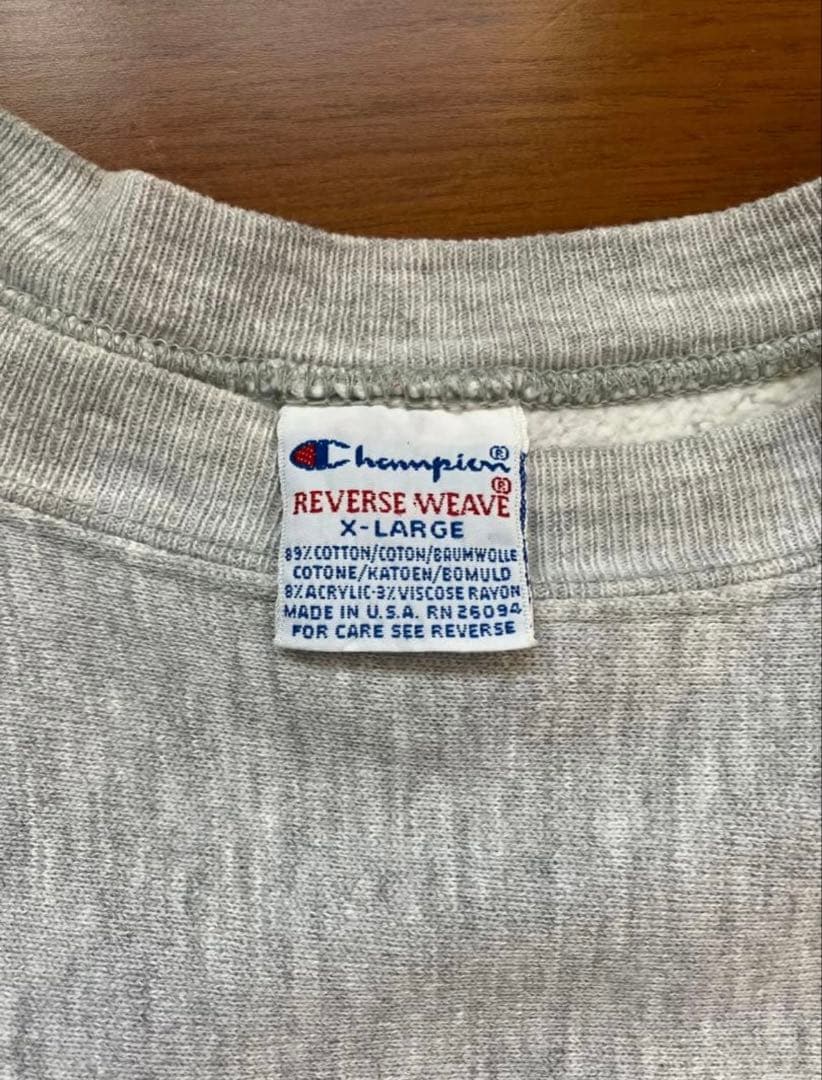 Champion®
REVERSE WEAVE®
X-LARGE
89% COTTON/COTON/BAUMWOLLE
COTONE/KATOEN/BOMULD
8% ACRYLIC-3% VISCOSE RAYON
MADE IN U.S.A. RN 26094
FOR CARE SEE REVERSE